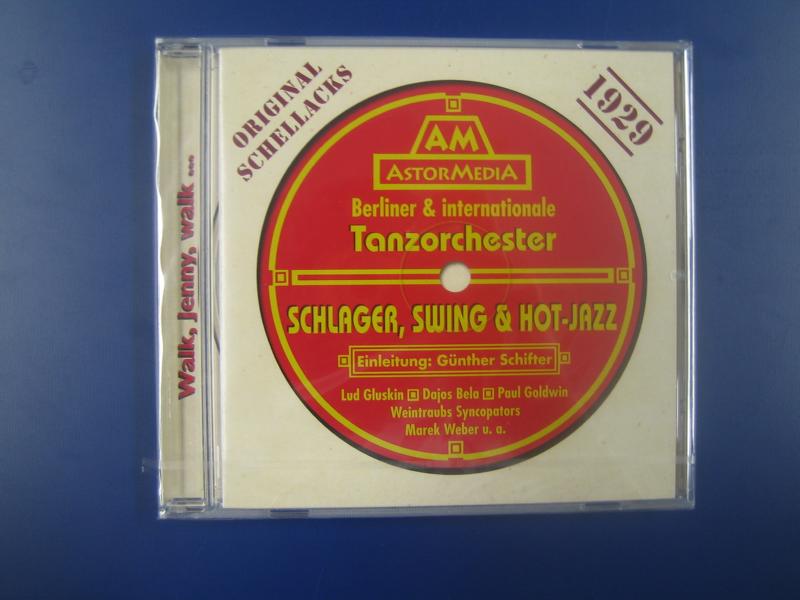 Walk, Jenny, walk ...
ORIGINAL
SCHELLACKS
1929
AM
ASTORMEDIA
Berliner & internationale
Tanzorchester
SCHLAGER, SWING & HOT-JAZZ
Einleitung: Günther Schifter
Lud Gluskin Dajos Bela Paul Goldwin
Weintraubs Syncopators
Marek Weber u. a.